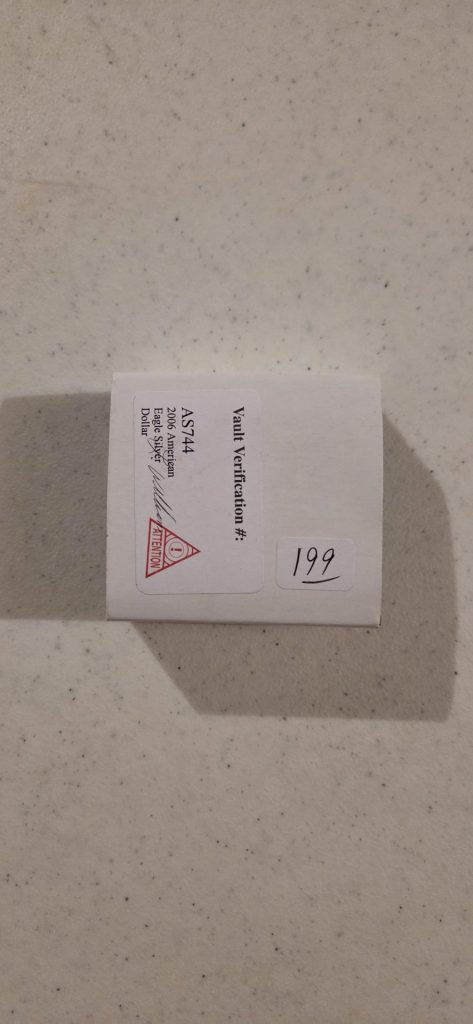 Vault Verification #:
AS744
2006 American
Eagle Silver
Dollar
ATTENTION
199